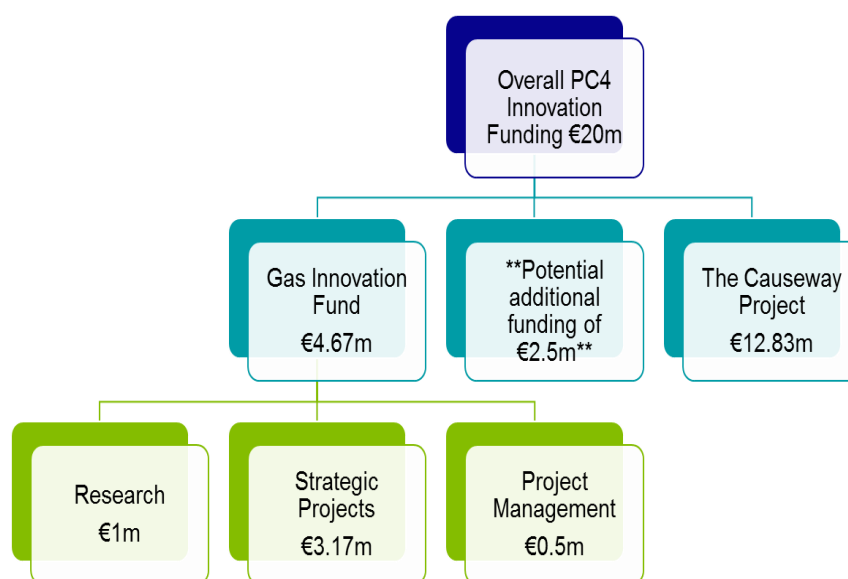 Overall PC4
Innovation
Funding €20m
Gas Innovation
Fund
€4.67m
**Potential
additional
funding of
€2.5m**
The Causeway
Project
€12.83m
Research
€1m
Strategic
Projects
€3.17m
Project
Management
€0.5m